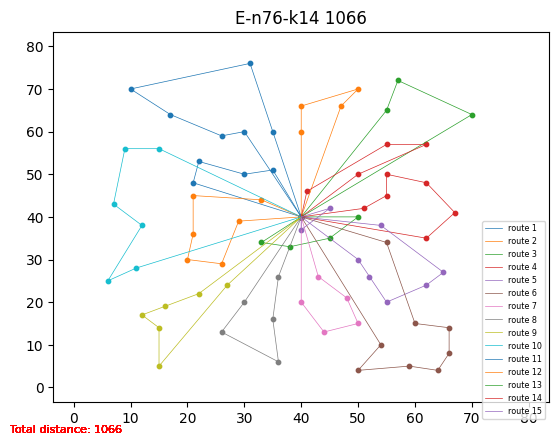 E-n76-k14 1066
80
70
60
50
40
30
20
10
0
0 10 20 30 40 50 60 70 80
route 1
route 2
route 3
route 4
route 5
route 6
route 7
route 8
route 9
route 10
route 11
route 12
route 13
route 14
route 15
Total distance: 1066